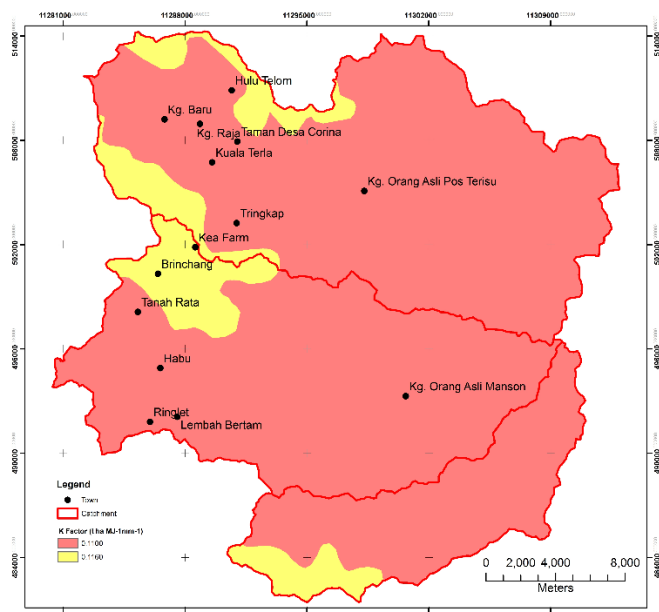 11281000 11288000 11295000 11302000 11309000
514000
Hulu Telom
Kg. Baru
Kg. Raja
Taman Desa Corina
508000
Kuala Terla
Kg. Orang Asli Pos Terisu
Tringkap
Kea Farm
502000
Brinchang
Tanah Rata
496000
Habu
Kg. Orang Asli Manson
Ringlet
Lembah Bertam
490000
Legend
Town
Catchment
K Factor (t ha MJ-1mm-1)
0.1100
0.1160
484000
0 2,000 4,000 8,000
Meters